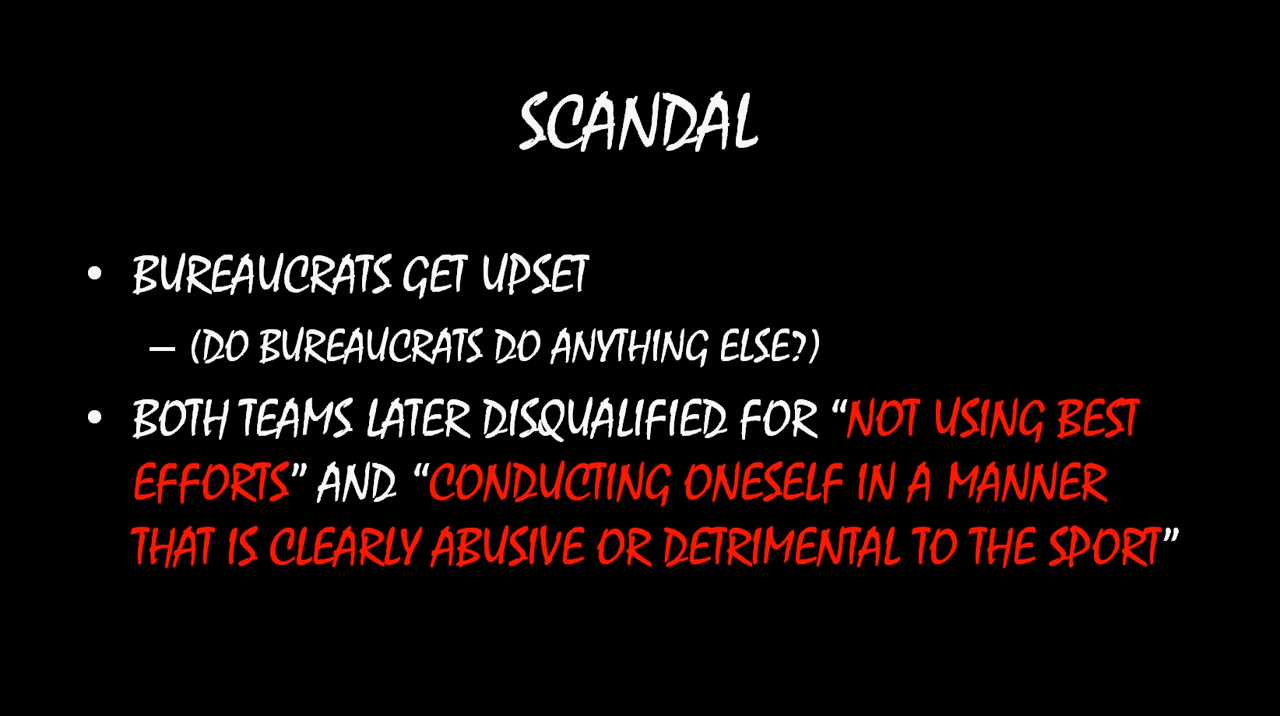 SCANDAL
• BUREAUCRATS GET UPSET
– (DO BUREAUCRATS DO ANYTHING ELSE?)
• BOTH TEAMS LATER DISQUALIFIED FOR “NOT USING BEST
EFFORTS” AND “CONDUCTING ONESELF IN A MANNER
THAT IS CLEARLY ABUSIVE OR DETRIMENTAL TO THE SPORT”